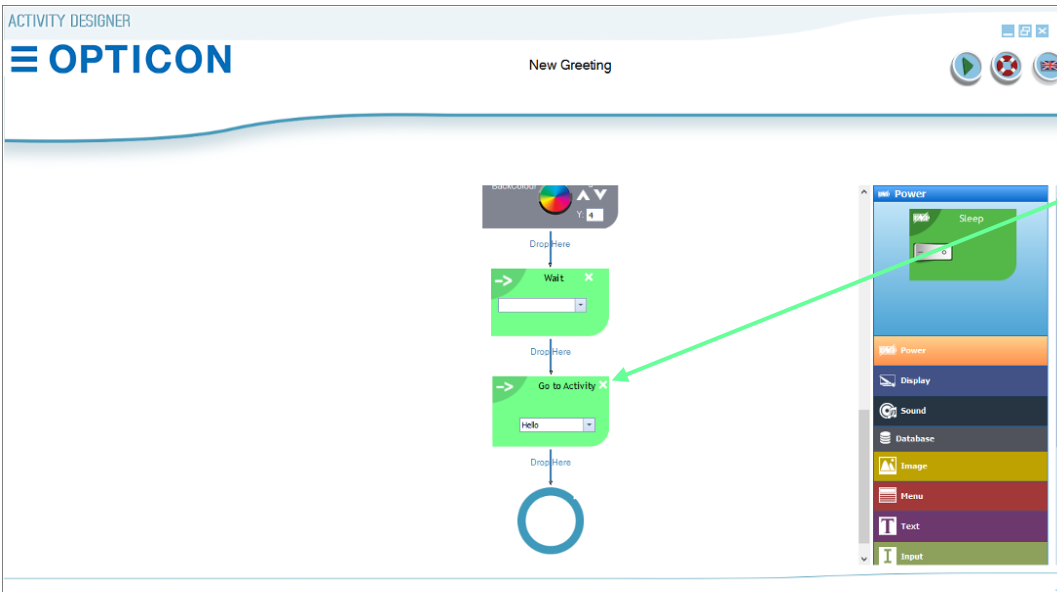 ACTIVITY DESIGNER
OPTICON
New Greeting
BackColour
Y: 4
Drop Here
Wait
Drop Here
Go to Activity
Hello
Drop Here
Power
Sleep
Power
Display
Sound
Database
Image
Menu
Text
Input